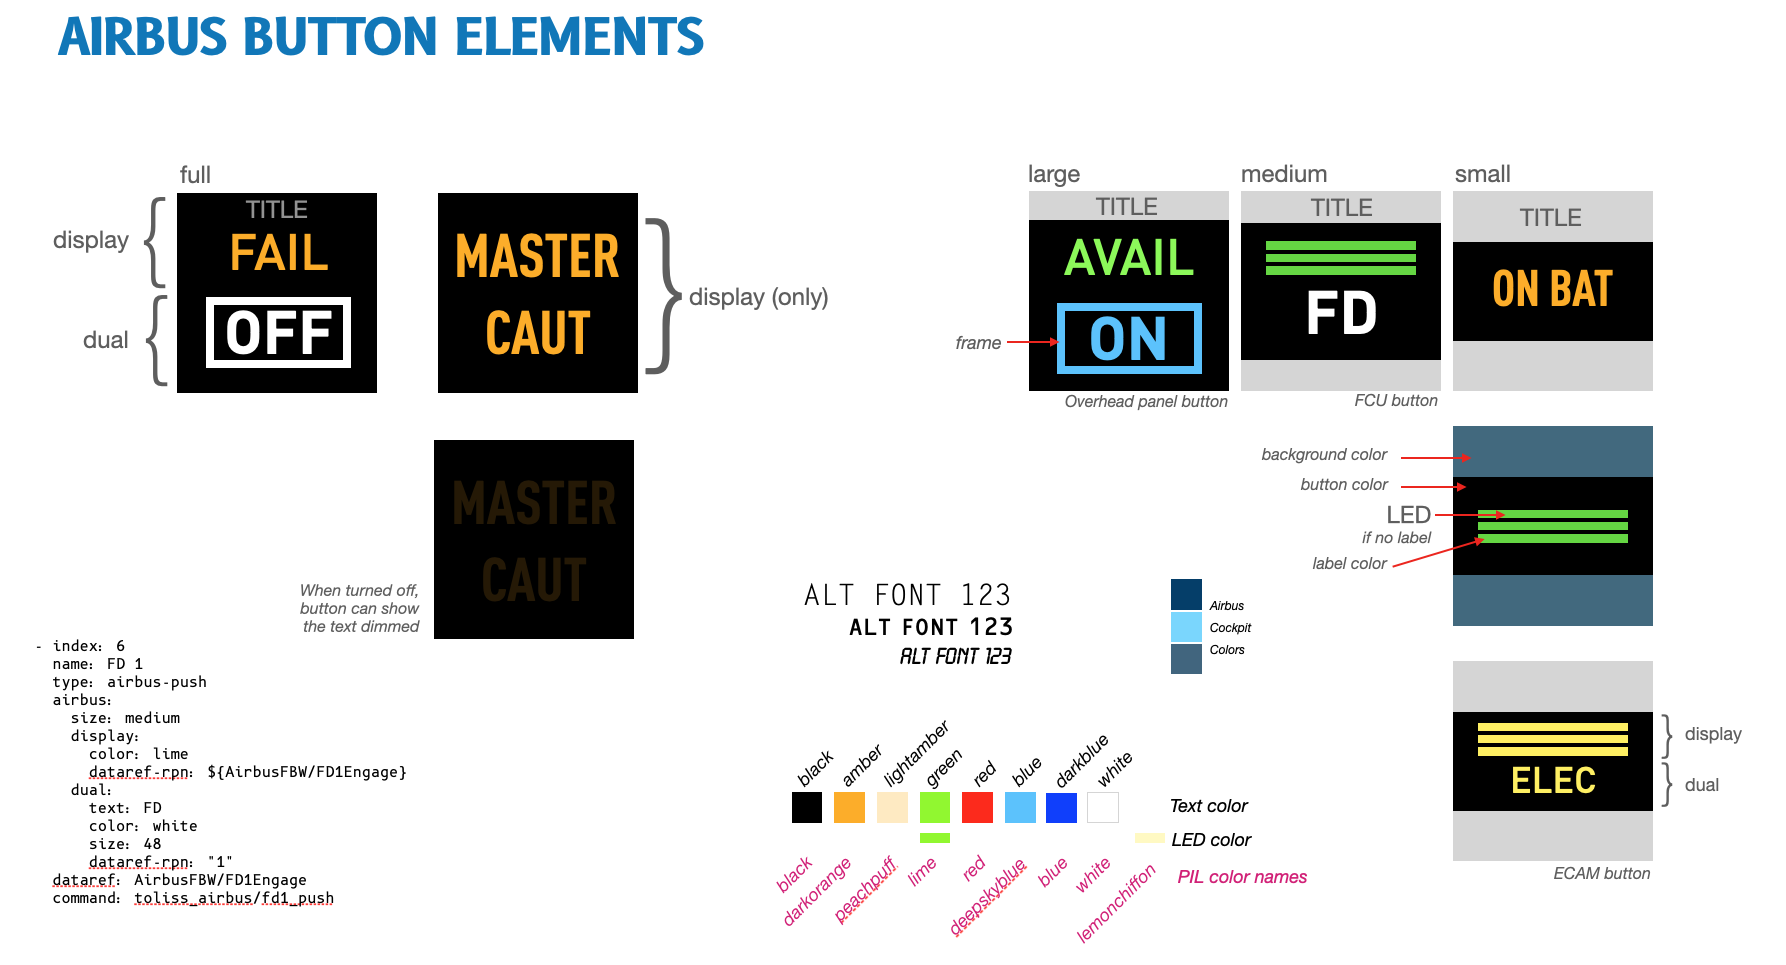 AIRBUS BUTTON ELEMENTS
full
display
dual
TITLE
FAIL
OFF
MASTER
CAUT
display (only)
large
TITLE
AVAIL
ON
frame
Overhead panel button
medium
TITLE
FD
FCU button
small
TITLE
ON BAT
MASTER
CAUT
When turned off,
button can show
the text dimmed
background color
button color
LED
if no label
label color
ALT FONT 123
ALT FONT 123
ALT FONT 123
Airbus
Cockpit
Colors
- index: 6
name: FD 1
type: airbus-push
airbus:
size: medium
display:
color: lime
dataref-rpn: ${AirbusFBW/FD1Engage}
dual:
text: FD
color: white
size: 48
dataref-rpn: "1"
dataref: AirbusFBW/FD1Engage
command: toliss_airbus/fd1_push
black
amber
lightamber
green
red
blue
darkblue
white
Text color
LED color
black
darkorange
peachpuff
lime
red
deepskyblue
blue
white
lemonchiffon
PIL color names
ELEC
display
dual
ECAM button